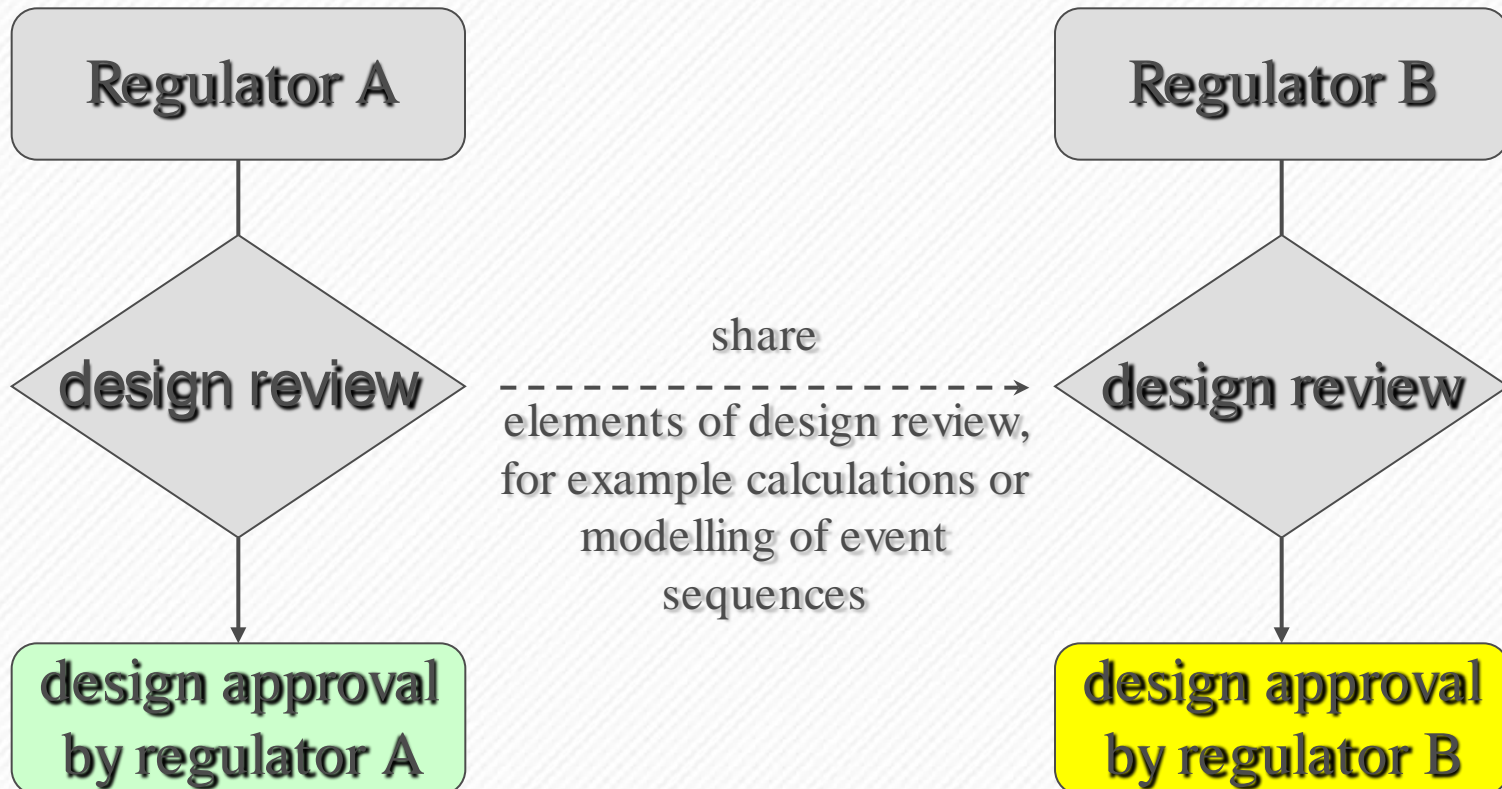 Regulator A
Regulator B
design review
share
elements of design review,
for example calculations or
modelling of event
sequences
design review
design approval
by regulator A
design approval
by regulator B